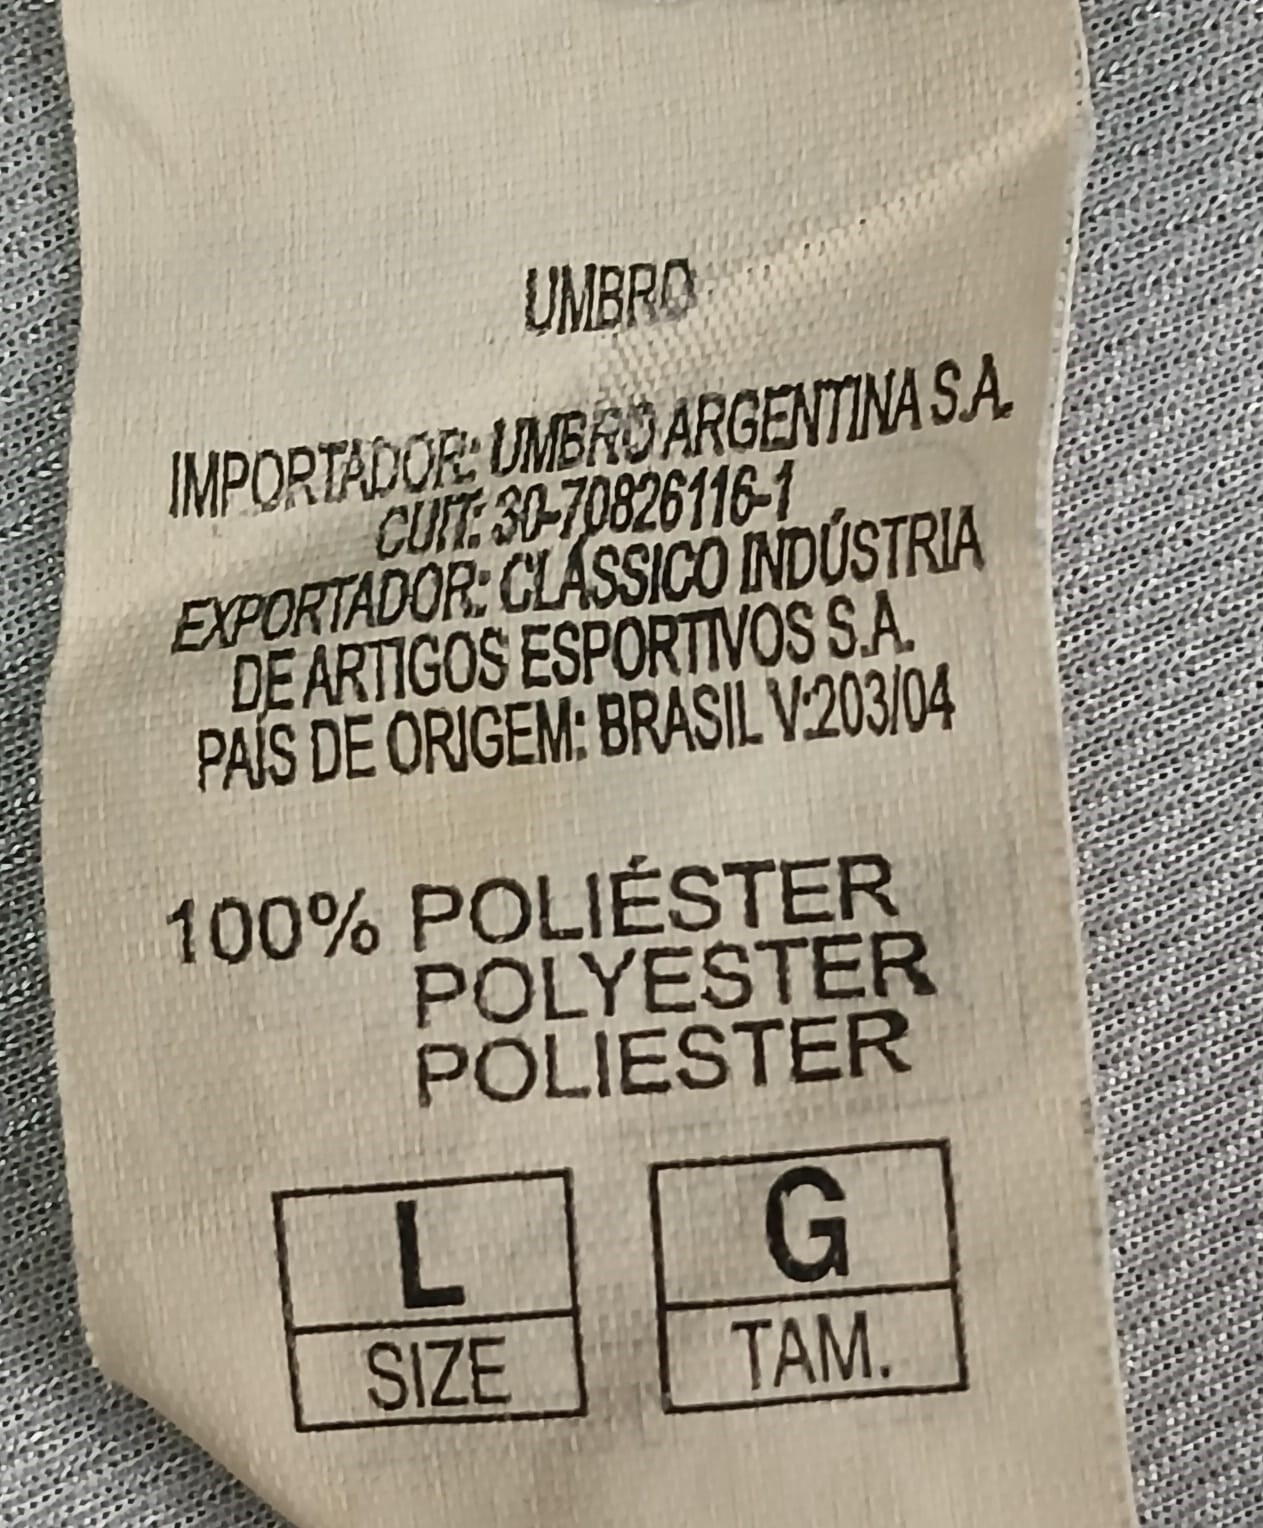 UMBRO
IMPORTADOR: UMBRO ARGENTINA S.A.
CUIT: 30-70826116-1
EXPORTADOR: CLÁSSICO INDÚSTRIA
DE ARTIGOS ESPORTIVOS S.A.
PAÍS DE ORIGEM: BRASIL V:203/04
100% POLIÉSTER
POLYESTER
POLIESTER
L G
SIZE TAM.